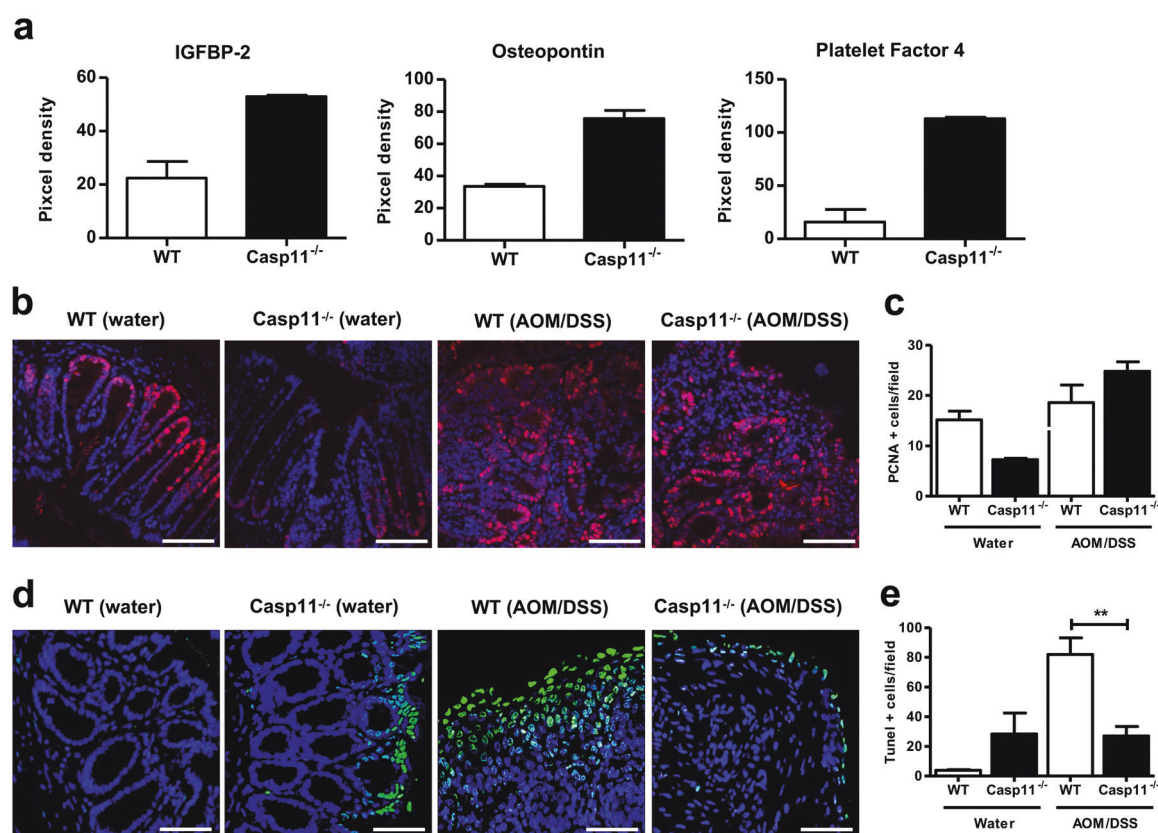 a
IGFBP-2
Pixcel density
60
40
20
0
WT
Casp11-/-
Osteopontin
Pixcel density
100
80
60
40
20
0
WT
Casp11-/-
Platelet Factor 4
Pixcel density
150
100
50
0
WT
Casp11-/-
b
WT (water)
Casp11-/- (water)
WT (AOM/DSS)
Casp11-/- (AOM/DSS)
c
PCNA + cells/field
30
20
10
0
WT
Casp11-/-
WT
Casp11-/-
Water
AOM/DSS
d
WT (water)
Casp11-/- (water)
WT (AOM/DSS)
Casp11-/- (AOM/DSS)
e
**
Tunel + cells/field
100
80
60
40
20
0
WT
Casp11-/-
WT
Casp11-/-
Water
AOM/DSS